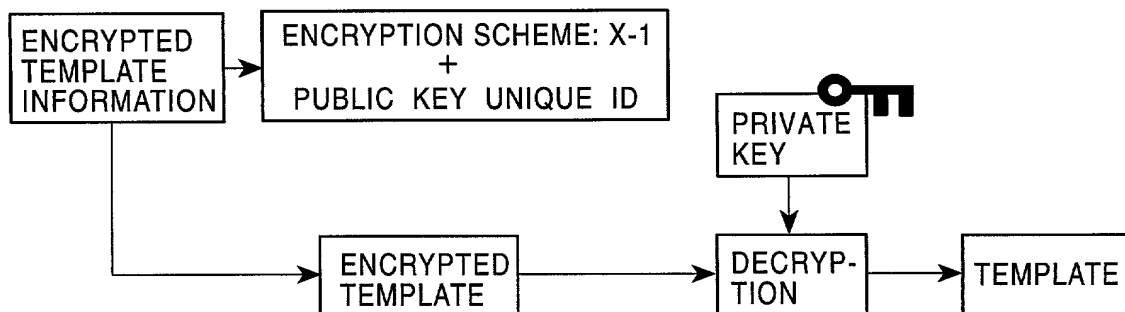 ENCRYPTED
TEMPLATE
INFORMATION
ENCRYPTION SCHEME: X-1
+
PUBLIC KEY UNIQUE ID
PRIVATE
KEY
ENCRYPTED
TEMPLATE
DECRYP-
TION
TEMPLATE